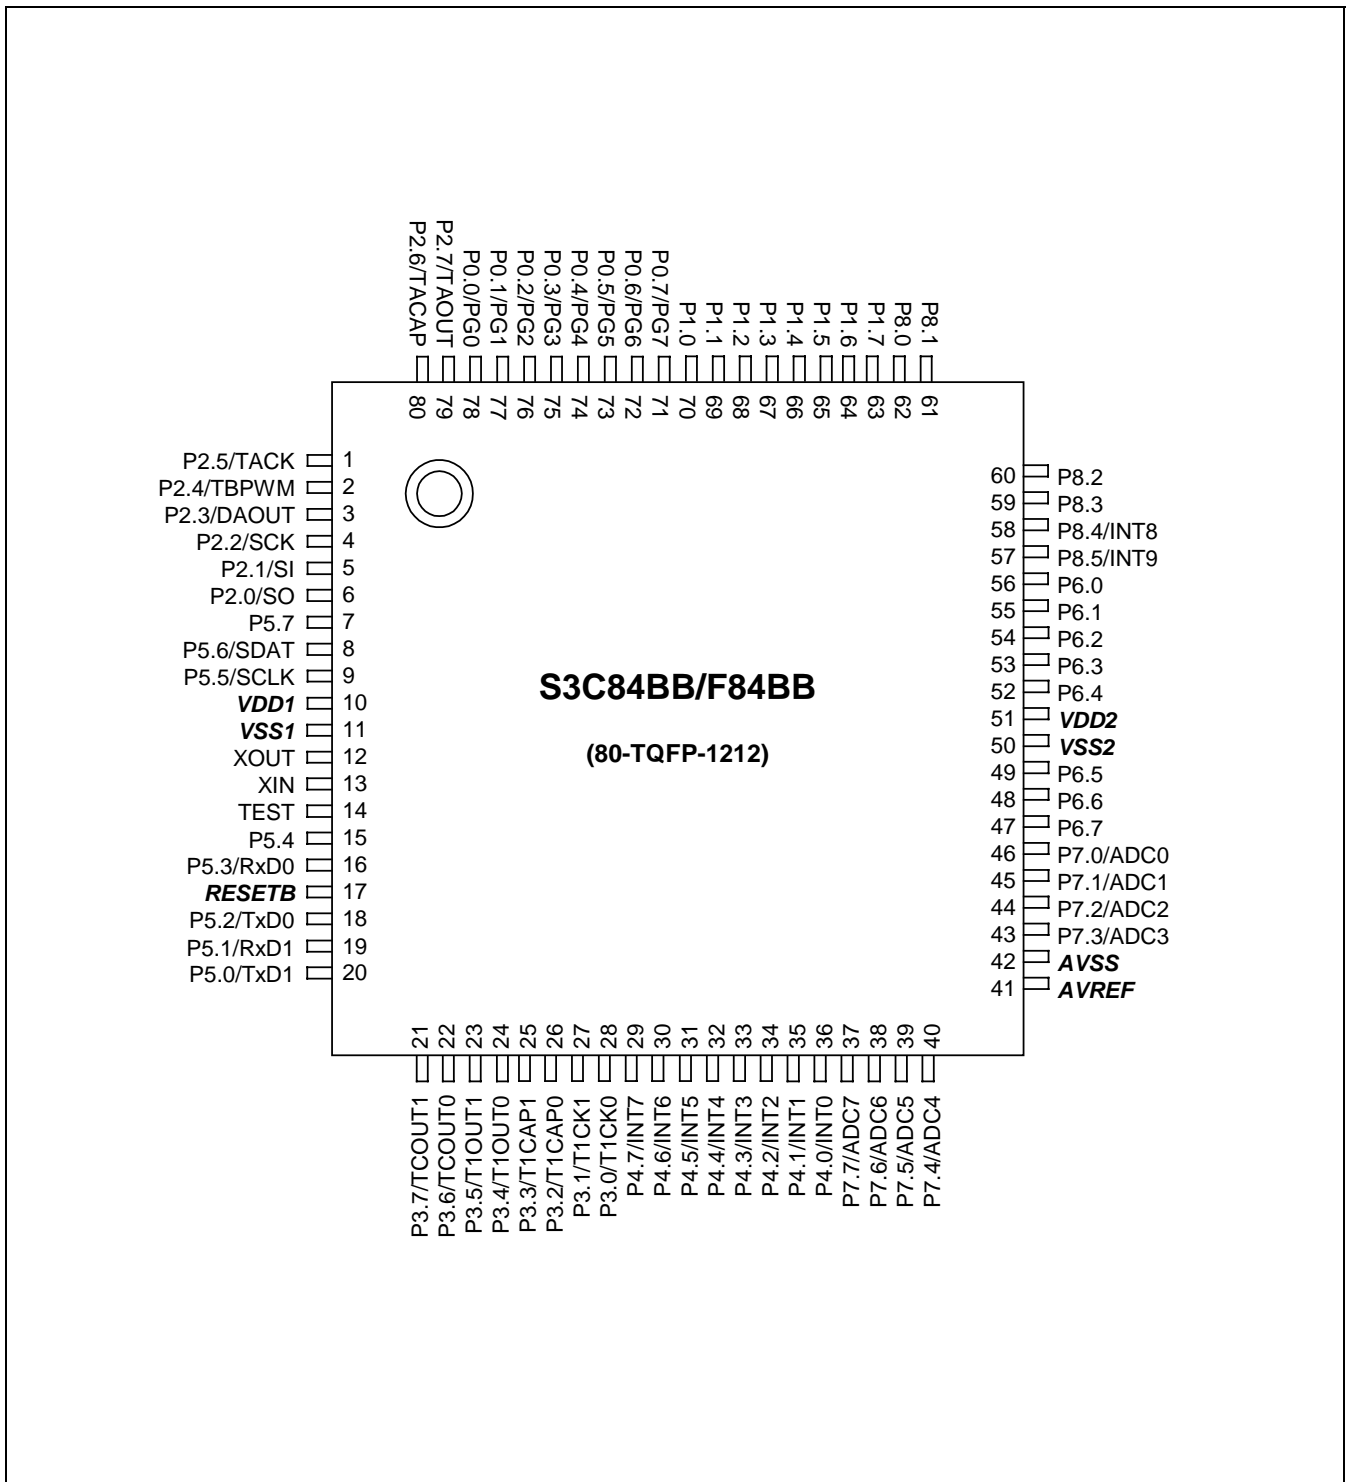 P2.6/TACAP
P2.7/TAOUT
P0.0/PG0
P0.1/PG1
P0.2/PG2
P0.3/PG3
P0.4/PG4
P0.5/PG5
P0.6/PG6
P0.7/PG7
P1.0
P1.1
P1.2
P1.3
P1.4
P1.5
P1.6
P1.7
P8.0
P8.1
80
79
78
77
76
75
74
73
72
71
70
69
68
67
66
65
64
63
62
61
P2.5/TACK 1
P2.4/TBPWM 2
P2.3/DAOUT 3
P2.2/SCK 4
P2.1/SI 5
P2.0/SO 6
P5.7 7
P5.6/SDAT 8
P5.5/SCLK 9
VDD1 10
VSS1 11
XOUT 12
XIN 13
TEST 14
P5.4 15
P5.3/RxD0 16
RESETB 17
P5.2/TxD0 18
P5.1/RxD1 19
P5.0/TxD1 20
S3C84BB/F84BB
(80-TQFP-1212)
60 P8.2
59 P8.3
58 P8.4/INT8
57 P8.5/INT9
56 P6.0
55 P6.1
54 P6.2
53 P6.3
52 P6.4
51 VDD2
50 VSS2
49 P6.5
48 P6.6
47 P6.7
46 P7.0/ADC0
45 P7.1/ADC1
44 P7.2/ADC2
43 P7.3/ADC3
42 AVSS
41 AVREF
21
22
23
24
25
26
27
28
29
30
31
32
33
34
35
36
37
38
39
40
P3.7/TCOUT1
P3.6/TCOUT0
P3.5/T1OUT1
P3.4/T1OUT0
P3.3/T1CAP1
P3.2/T1CAP0
P3.1/T1CK1
P3.0/T1CK0
P4.7/INT7
P4.6/INT6
P4.5/INT5
P4.4/INT4
P4.3/INT3
P4.2/INT2
P4.1/INT1
P4.0/INT0
P7.7/ADC7
P7.6/ADC6
P7.5/ADC5
P7.4/ADC4